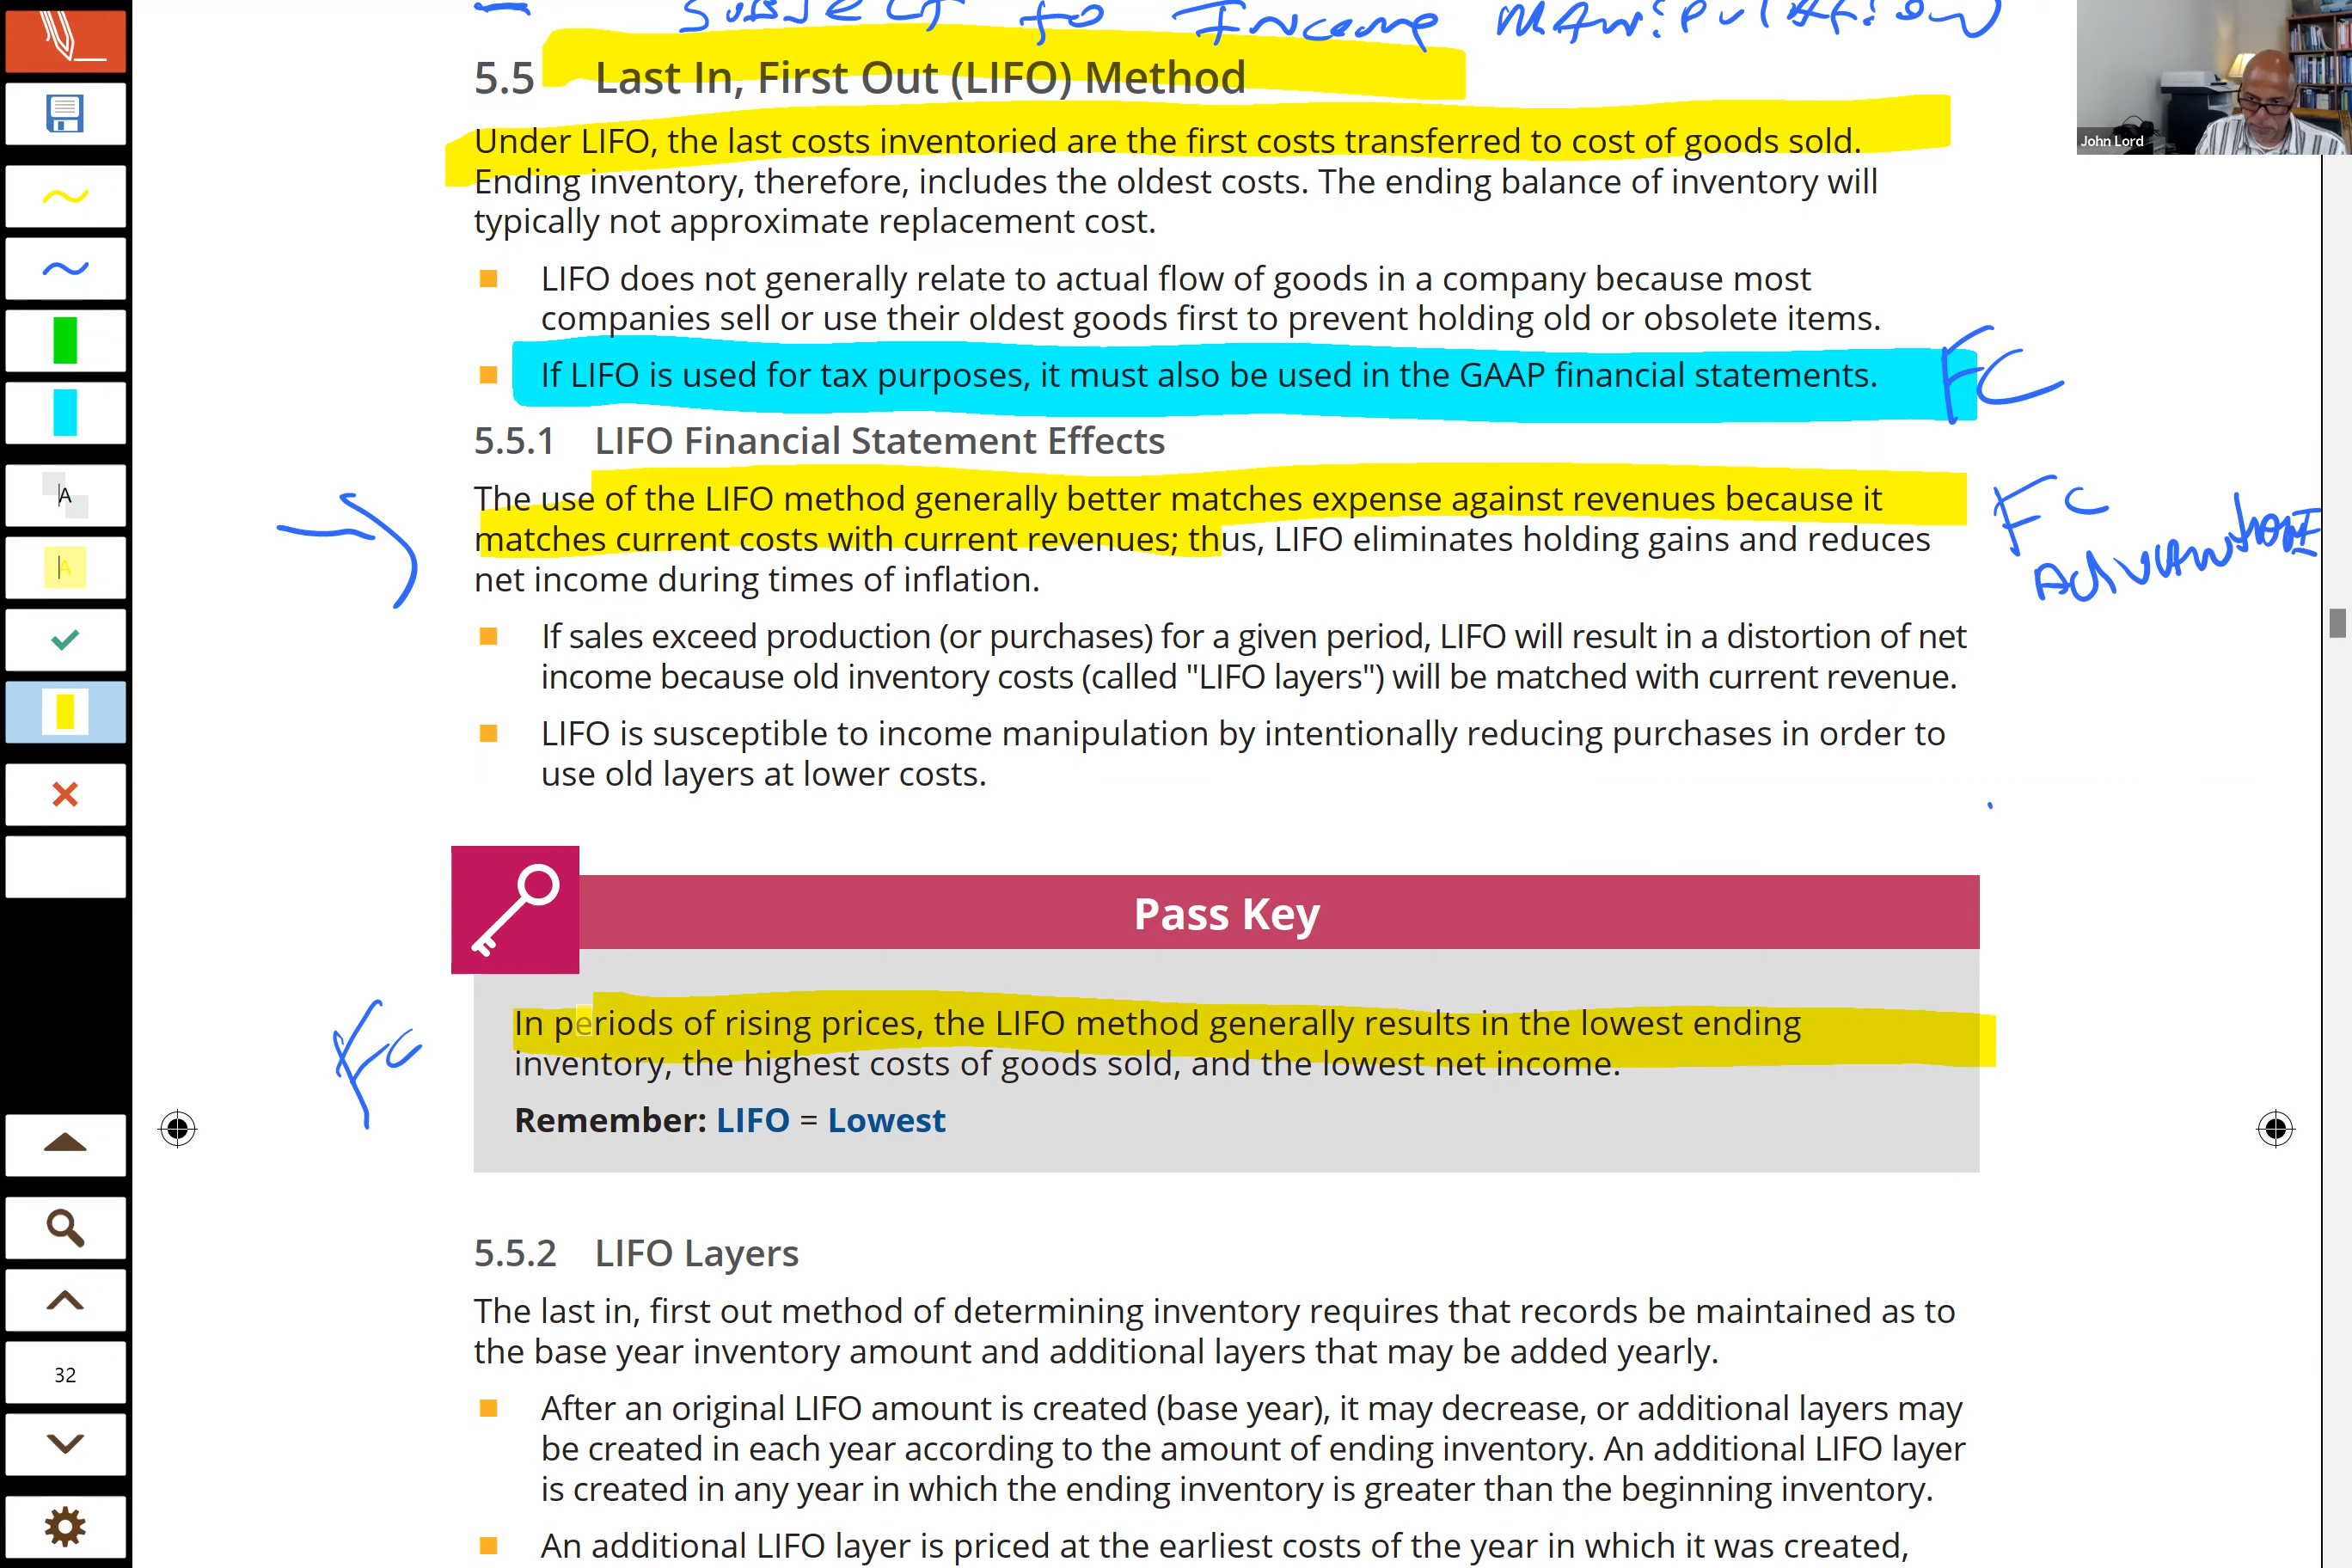 Subject to Income Manipulation
John Lord
5.5 Last In, First Out (LIFO) Method
Under LIFO, the last costs inventoried are the first costs transferred to cost of goods sold.
Ending inventory, therefore, includes the oldest costs. The ending balance of inventory will
typically not approximate replacement cost.
LIFO does not generally relate to actual flow of goods in a company because most
companies sell or use their oldest goods first to prevent holding old or obsolete items.
If LIFO is used for tax purposes, it must also be used in the GAAP financial statements.
FC
5.5.1 LIFO Financial Statement Effects
The use of the LIFO method generally better matches expense against revenues because it
matches current costs with current revenues; thus, LIFO eliminates holding gains and reduces
net income during times of inflation.
FC
Advantage
If sales exceed production (or purchases) for a given period, LIFO will result in a distortion of net
income because old inventory costs (called "LIFO layers") will be matched with current revenue.
LIFO is susceptible to income manipulation by intentionally reducing purchases in order to
use old layers at lower costs.
Pass Key
FC
In periods of rising prices, the LIFO method generally results in the lowest ending
inventory, the highest costs of goods sold, and the lowest net income.
Remember: LIFO = Lowest
5.5.2 LIFO Layers
The last in, first out method of determining inventory requires that records be maintained as to
the base year inventory amount and additional layers that may be added yearly.
After an original LIFO amount is created (base year), it may decrease, or additional layers may
be created in each year according to the amount of ending inventory. An additional LIFO layer
is created in any year in which the ending inventory is greater than the beginning inventory.
An additional LIFO layer is priced at the earliest costs of the year in which it was created,
A
A
32